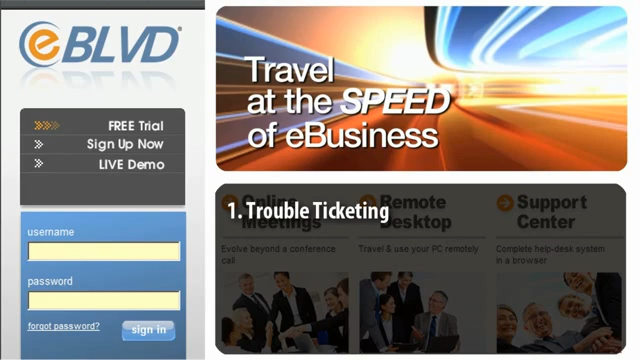 eBLVD®
FREE Trial
Sign Up Now
LIVE Demo
username
password
forgot password?
sign in
Travel
at the SPEED
of eBusiness
1. Trouble Ticketing
Online Meetings
Evolve beyond a conference call
Remote Desktop
Travel & use your PC remotely
Support Center
Complete help-desk system in a browser